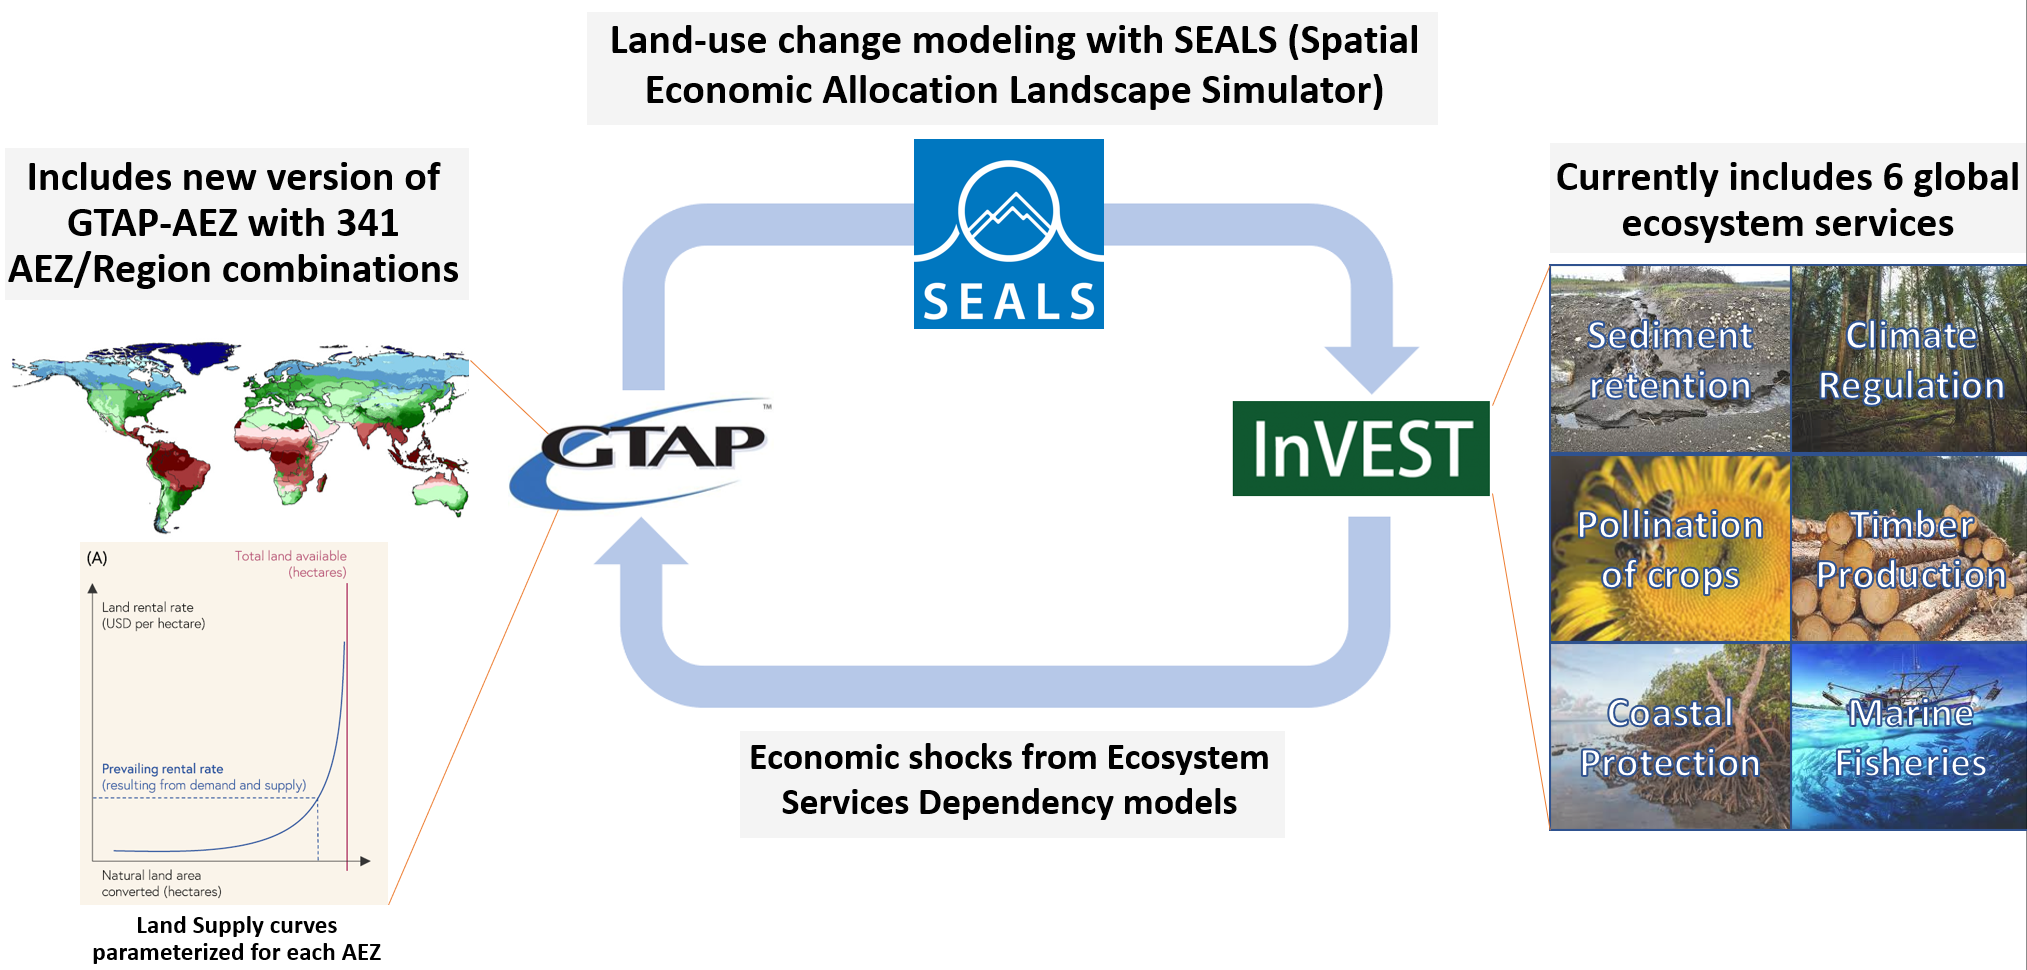 Land-use change modeling with SEALS (Spatial
Economic Allocation Landscape Simulator)
Includes new version of
GTAP-AEZ with 341
AEZ/Region combinations
SEALS
Currently includes 6 global
ecosystem services
Sediment
retention
Climate
Regulation
Pollination
of crops
Timber
Production
Coastal
Protection
Marine
Fisheries
GTAP
TM
InVEST
(A)
Total land available
(hectares)
Land rental rate
(USD per hectare)
Prevailing rental rate
(resulting from demand and supply)
Natural land area
converted (hectares)
Land Supply curves
parameterized for each AEZ
Economic shocks from Ecosystem
Services Dependency models